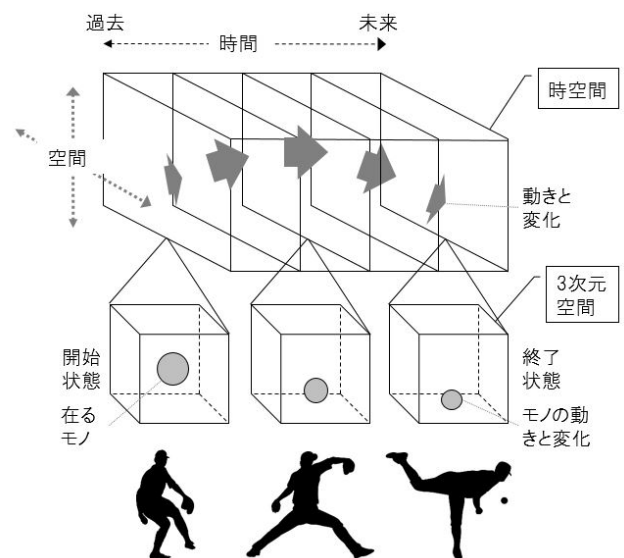 過去
未来
時間
時空間
空間
動きと
変化
3次元
空間
開始
状態
終了
状態
在る
モノ
モノの動
きと変化